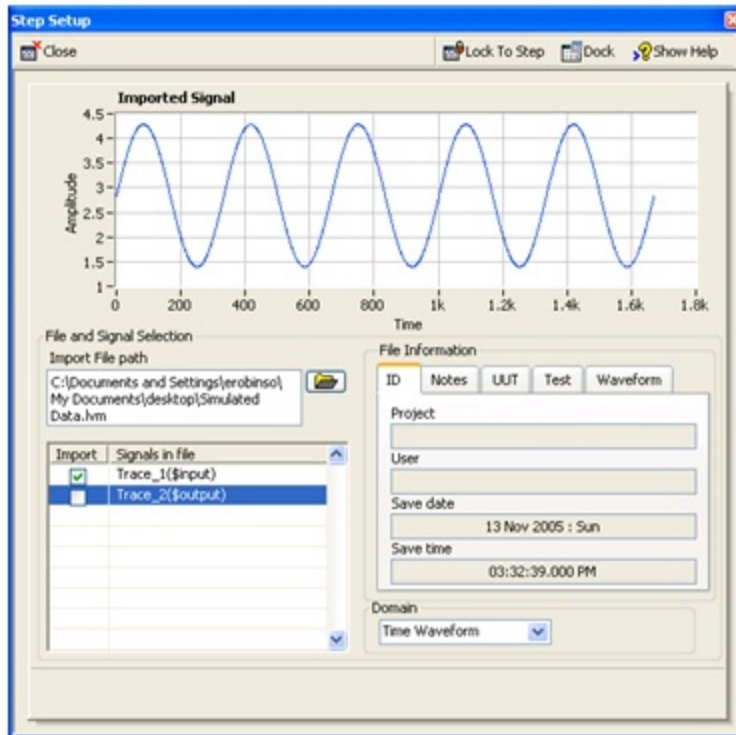 Step Setup
Close
Lock To Step
Dock
Show Help
Imported Signal
Amplitude
4.5
4
3.5
3
2.5
2
1.5
1
0
200
400
600
800
1k
1.2k
1.4k
1.6k
1.8k
Time
File and Signal Selection
Import File path
C:\Documents and Settings\erobinso\
My Documents\desktop\Simulated
Data.lvm
Import
Signals in file
Trace_1($input)
Trace_2($output)
File Information
ID
Notes
UUT
Test
Waveform
Project
User
Save date
13 Nov 2005 : Sun
Save time
03:32:39.000 PM
Domain
Time Waveform